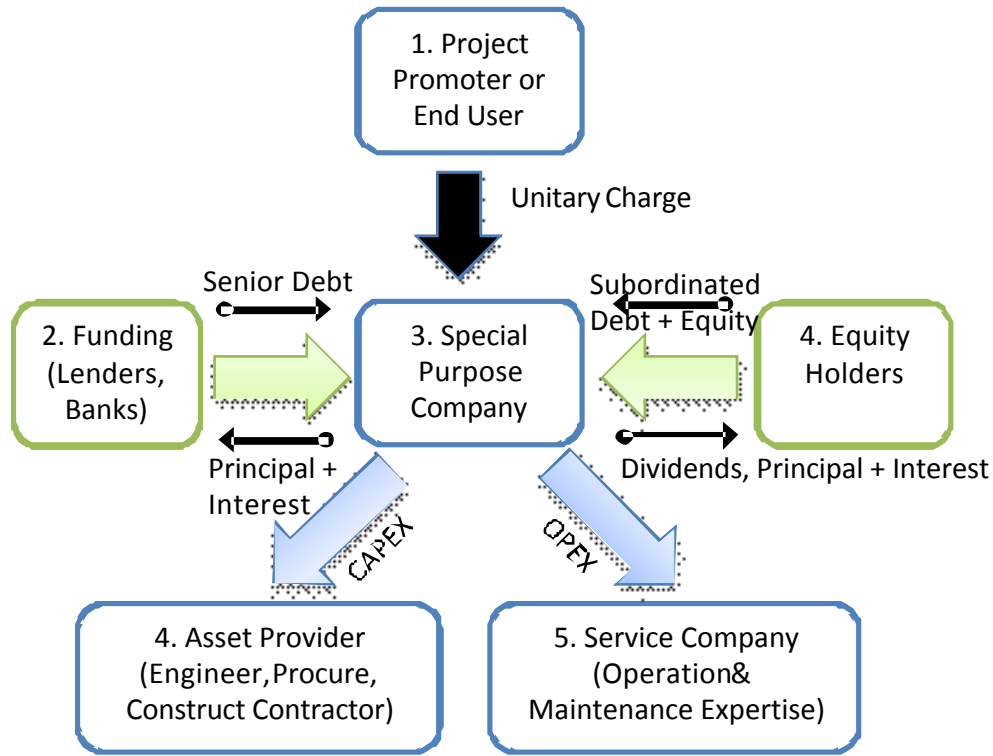 1. Project
Promoter or
End User
Unitary Charge
Senior Debt
Subordinated
Debt + Equity
2. Funding
(Lenders,
Banks)
3. Special
Purpose
Company
4. Equity
Holders
Principal +
Interest
Dividends, Principal + Interest
CAPEX
OPEX
4. Asset Provider
(Engineer,Procure,
Construct Contractor)
5. Service Company
(Operation&
Maintenance Expertise)